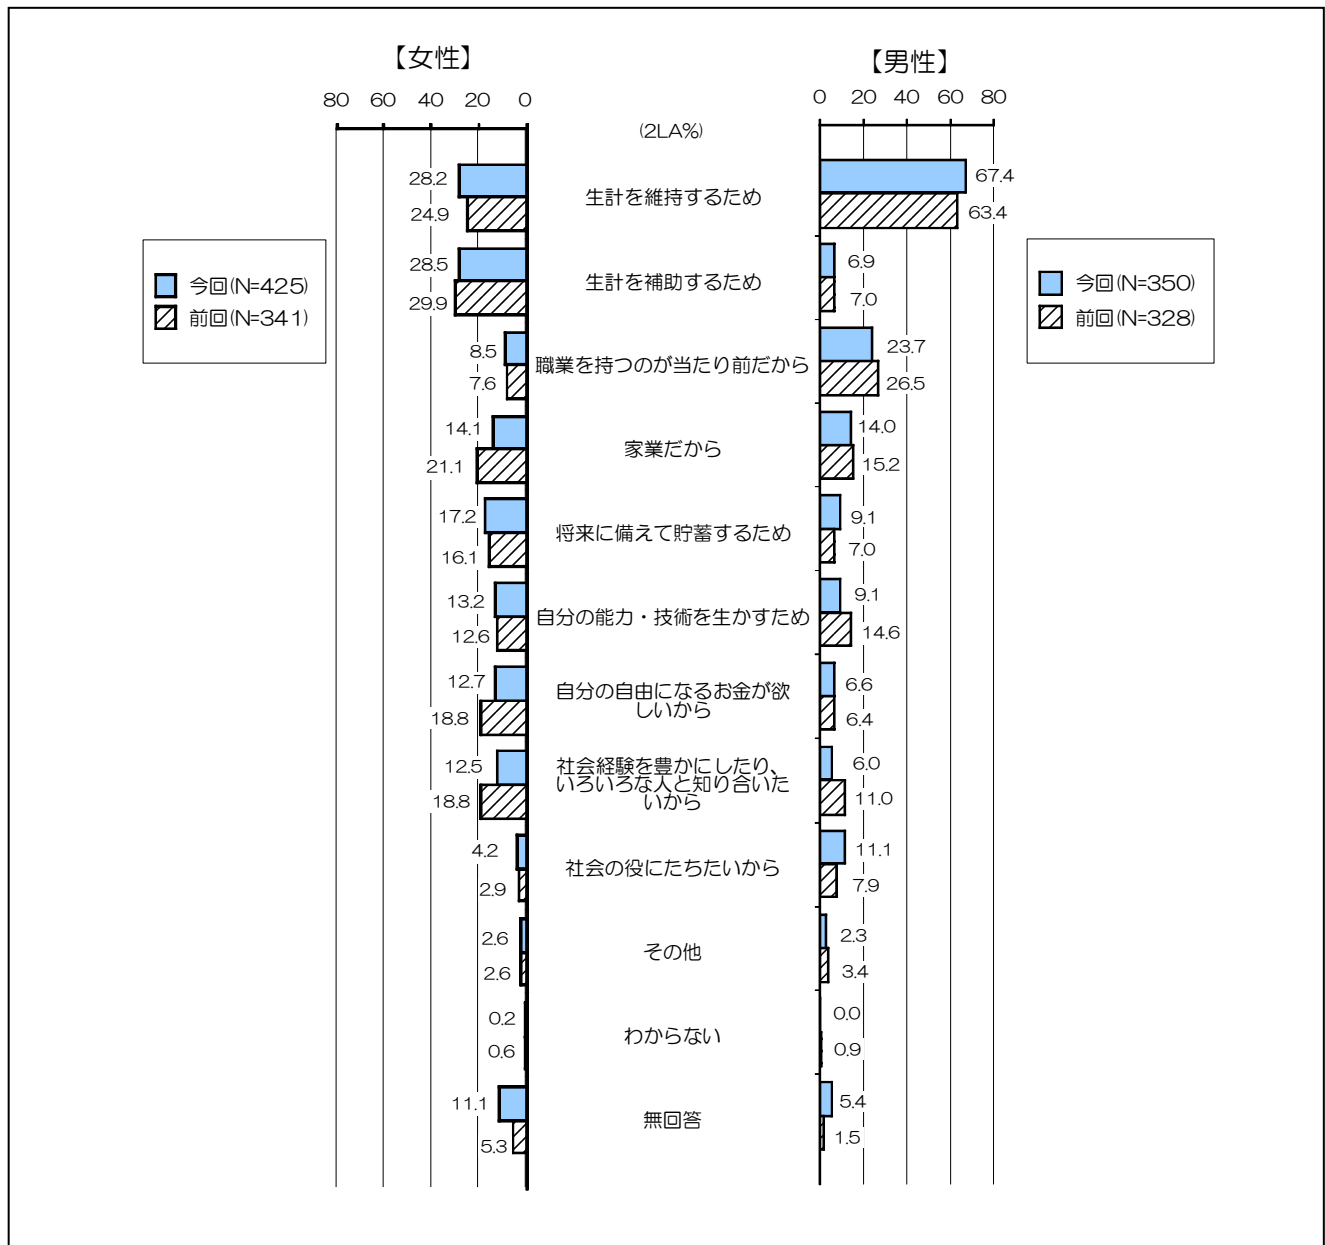 【女性】
【男性】
80 60 40 20 0
0 20 40 60 80
(2LA%)
28.2
24.9
生計を維持するため
67.4
63.4
今回(N=425)
前回(N=341)
今回(N=350)
前回(N=328)
28.5
29.9
生計を補助するため
6.9
7.0
8.5
7.6
職業を持つのが当たり前だから
23.7
26.5
14.1
21.1
家業だから
14.0
15.2
17.2
16.1
将来に備えて貯蓄するため
9.1
7.0
13.2
12.6
自分の能力・技術を生かすため
9.1
14.6
12.7
18.8
自分の自由になるお金が欲
しいから
6.6
6.4
12.5
18.8
社会経験を豊かにしたり、
いろいろな人と知り合いた
いから
6.0
11.0
4.2
2.9
社会の役にたちたいから
11.1
7.9
2.6
2.6
その他
2.3
3.4
0.2
0.6
わからない
0.0
0.9
11.1
5.3
無回答
5.4
1.5